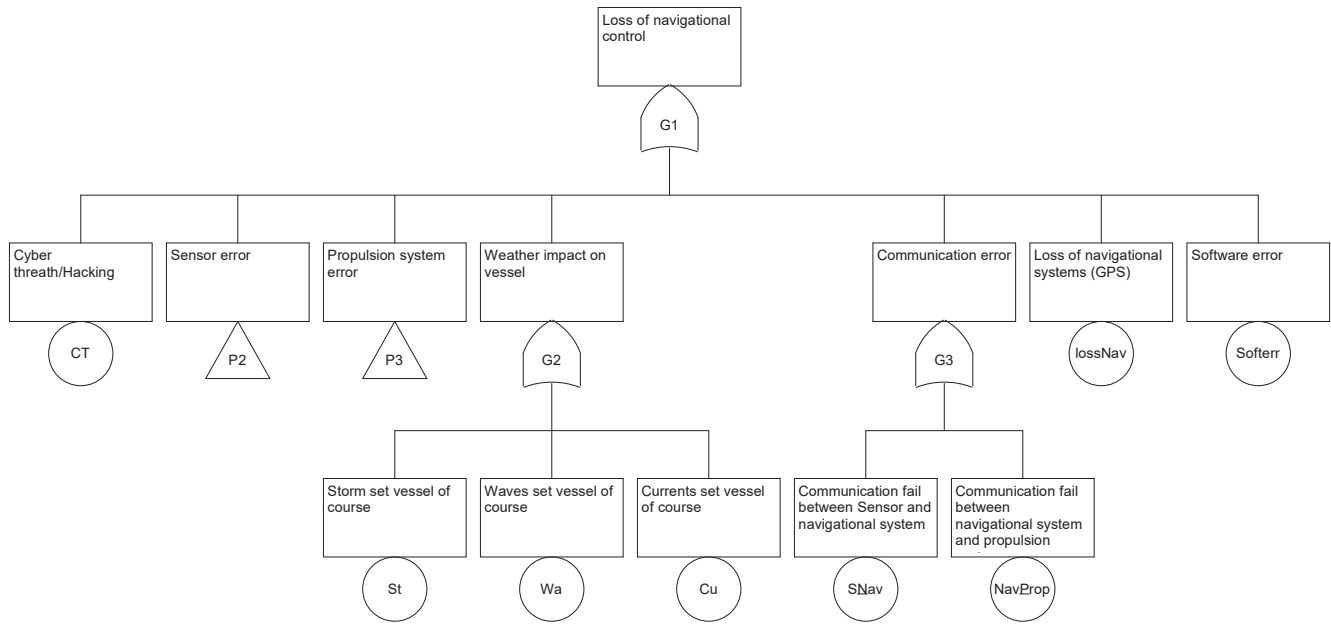 Loss of navigational
control
G1
Cyber
threath/Hacking
Sensor error
Propulsion system
error
Weather impact on
vessel
Communication error
Loss of navigational
systems (GPS)
Software error
CT
P2
P3
G2
G3
lossNav
Softerr
Storm set vessel of
course
Waves set vessel of
course
Currents set vessel
of course
Communication fail
between Sensor and
navigational system
Communication fail
between
navigational system
and propulsion
St
Wa
Cu
SNav
NavProp